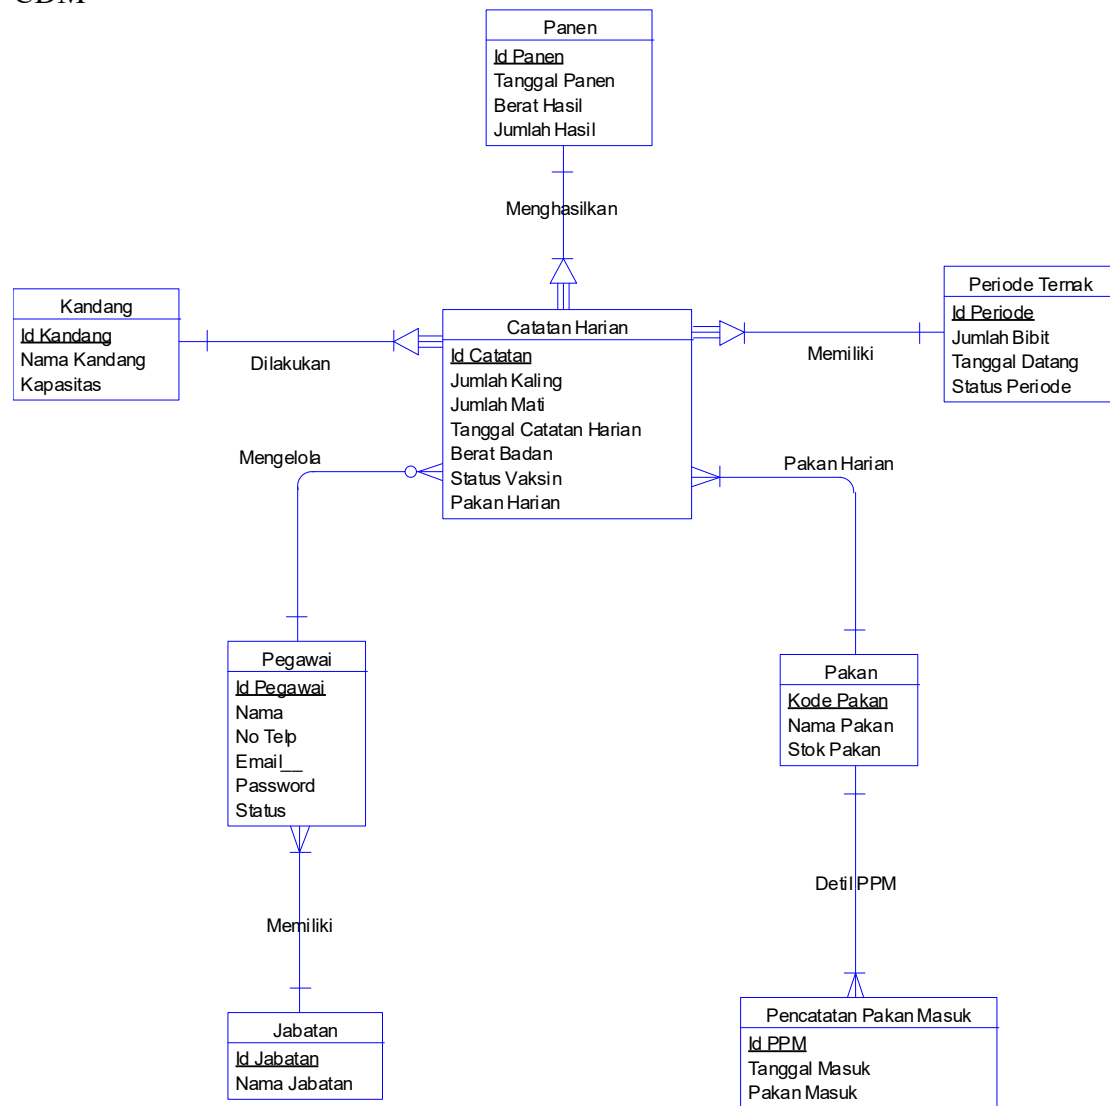 CDM
Panen
Id Panen
Tanggal Panen
Berat Hasil
Jumlah Hasil
Menghasilkan
Kandang
Id Kandang
Nama Kandang
Kapasitas
Dilakukan
Catatan Harian
Id Catatan
Jumlah Kaling
Jumlah Mati
Tanggal Catatan Harian
Berat Badan
Status Vaksin
Pakan Harian
Periode Ternak
Id Periode
Jumlah Bibit
Tanggal Datang
Status Periode
Memiliki
Mengelola
Pakan Harian
Pegawai
Id Pegawai
Nama
No Telp
Email__
Password
Status
Pakan
Kode Pakan
Nama Pakan
Stok Pakan
Memiliki
Detil PPM
Jabatan
Id Jabatan
Nama Jabatan
Pencatatan Pakan Masuk
Id PPM
Tanggal Masuk
Pakan Masuk